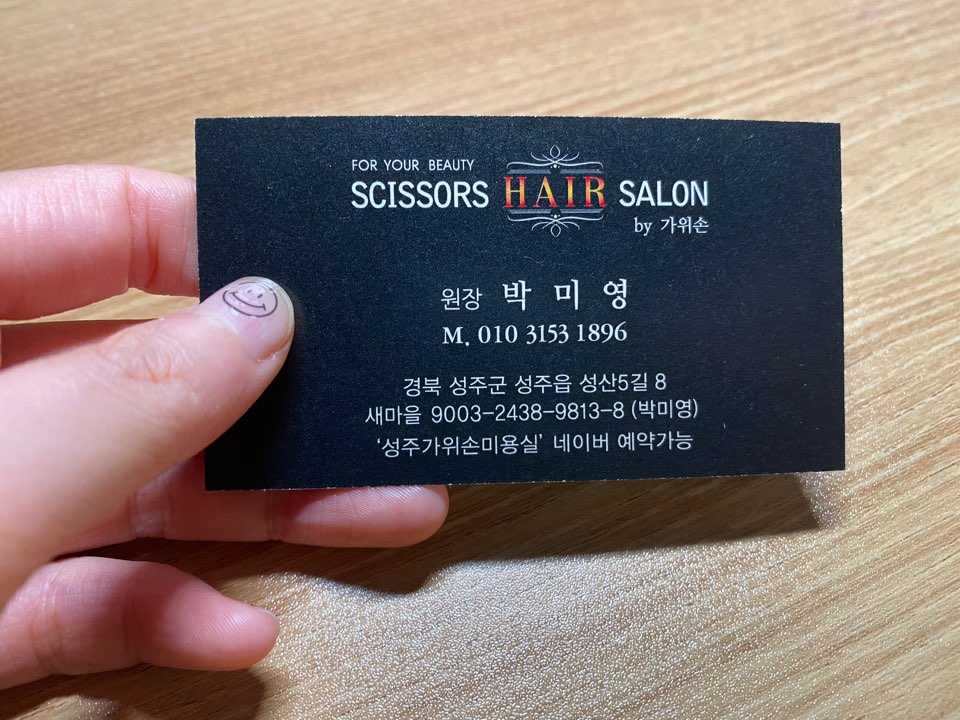 FOR YOUR BEAUTY
SCISSORS HAIR SALON
by 가위손
원장 박 미 영
M. 010 3153 1896
경북 성주군 성주읍 성산5길 8
새마을 9003-2438-9813-8 (박미영)
'성주가위손미용실' 네이버 예약가능